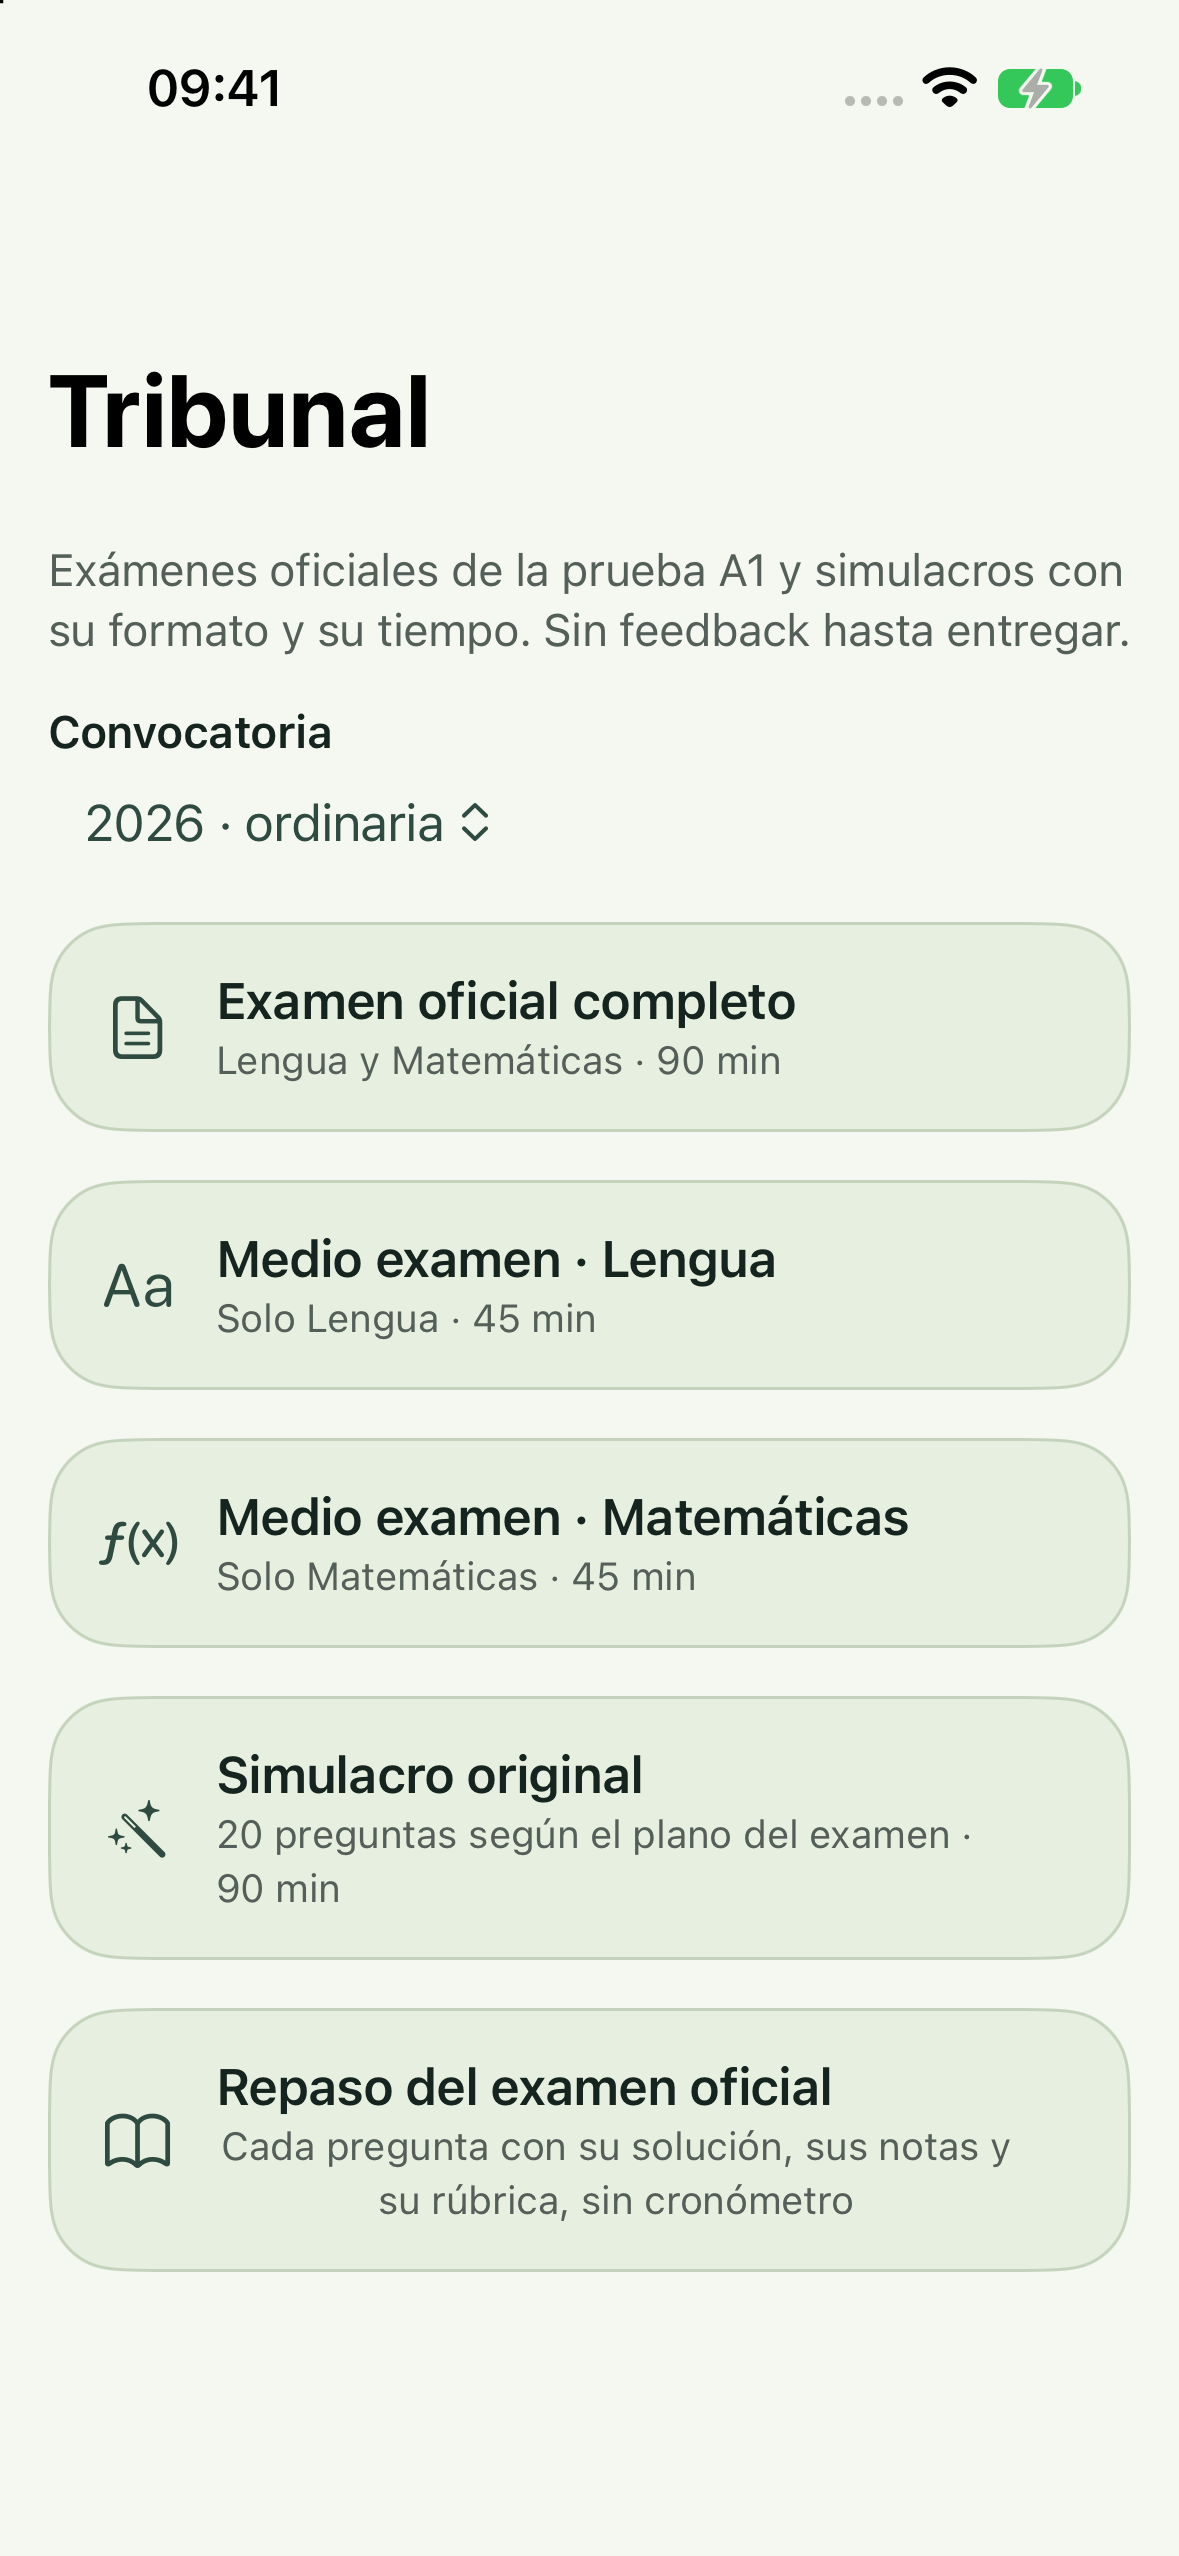 09:41
Tribunal
Exámenes oficiales de la prueba A1 y simulacros con
su formato y su tiempo. Sin feedback hasta entregar.
Convocatoria
2026 · ordinaria
Examen oficial completo
Lengua y Matemáticas · 90 min
Aa
Medio examen · Lengua
Solo Lengua · 45 min
f(x)
Medio examen · Matemáticas
Solo Matemáticas · 45 min
Simulacro original
20 preguntas según el plano del examen ·
90 min
Repaso del examen oficial
Cada pregunta con su solución, sus notas y
su rúbrica, sin cronómetro